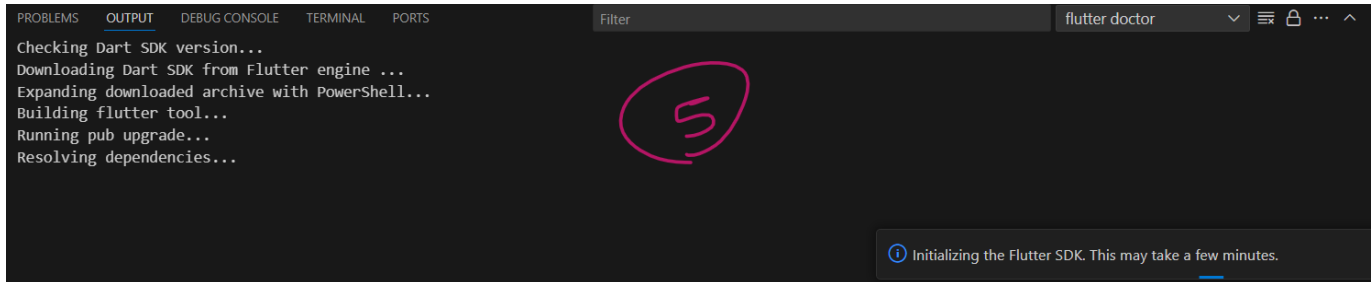 PROBLEMS OUTPUT DEBUG CONSOLE TERMINAL PORTS Filter flutter doctor
Checking Dart SDK version...
Downloading Dart SDK from Flutter engine ...
Expanding downloaded archive with PowerShell...
Building flutter tool...
Running pub upgrade...
Resolving dependencies...
5
Initializing the Flutter SDK. This may take a few minutes.